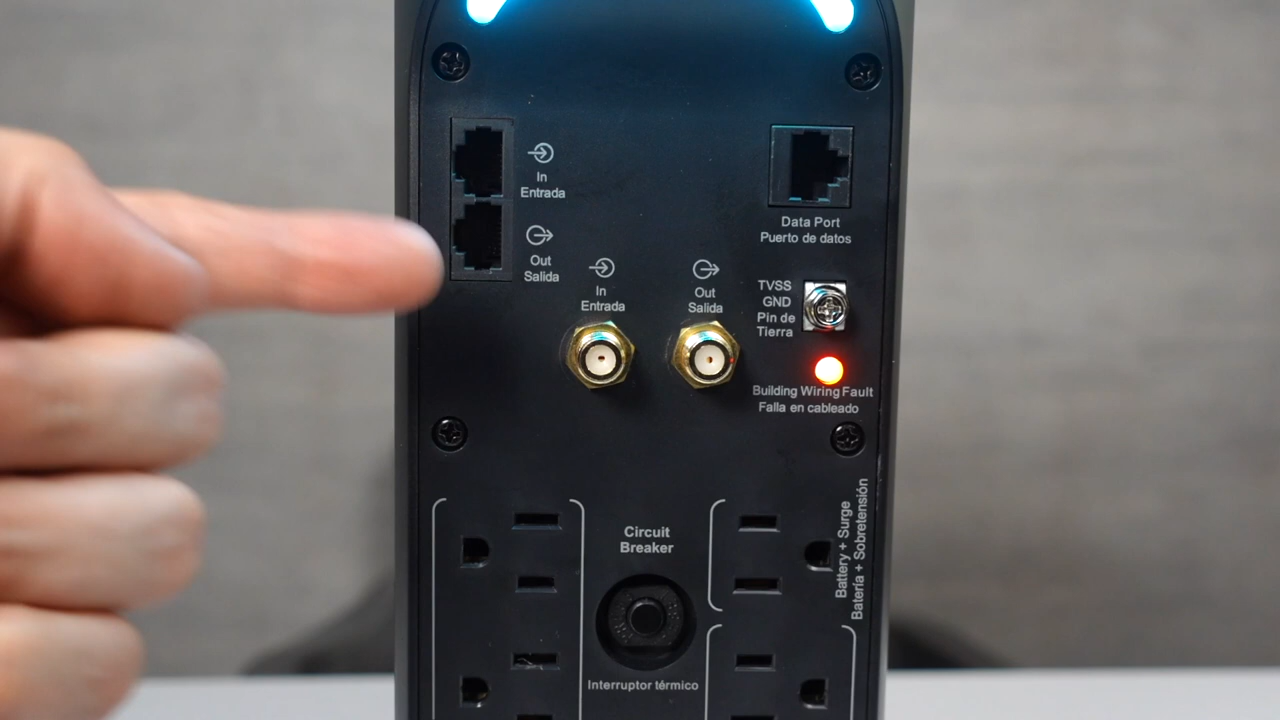 In
Entrada
Out
Salida
In
Entrada
Out
Salida
Data Port
Puerto de datos
TVSS
GND
Pin de
Tierra
Building Wiring Fault
Falla en cableado
Circuit
Breaker
Interruptor térmico
Battery + Surge
Batería + Sobretensión